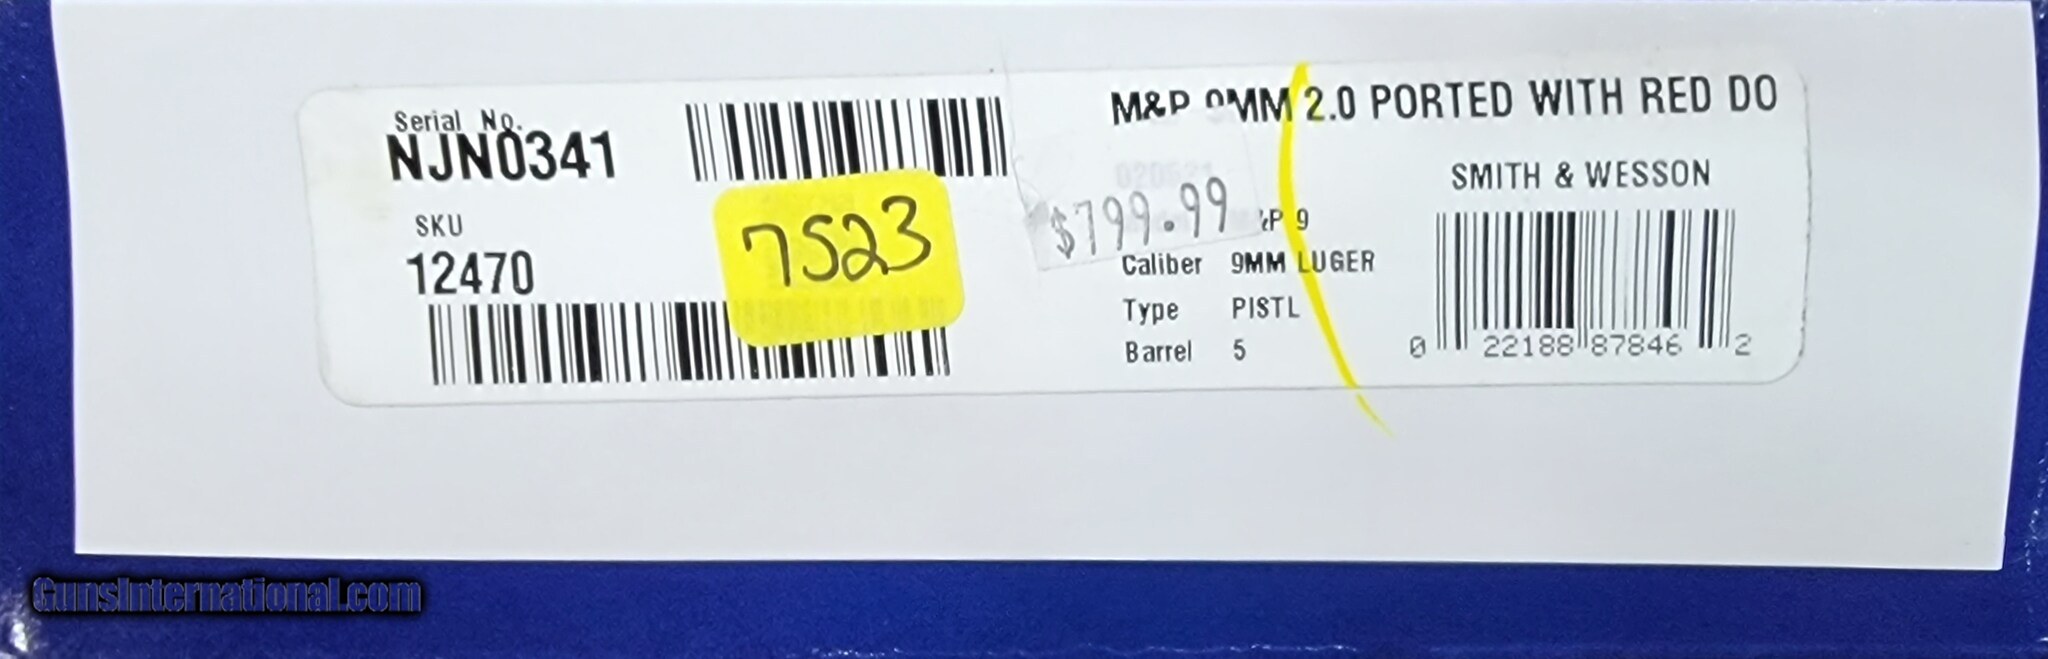 Serial No.
NJN0341
SKU
12470
7523
M&P 9MM 2.0 PORTED WITH RED DO
SMITH & WESSON
$799.99
9
Caliber 9MM LUGER
Type PISTL
Barrel 5
0 22188 87846 2
GunsInternational.com